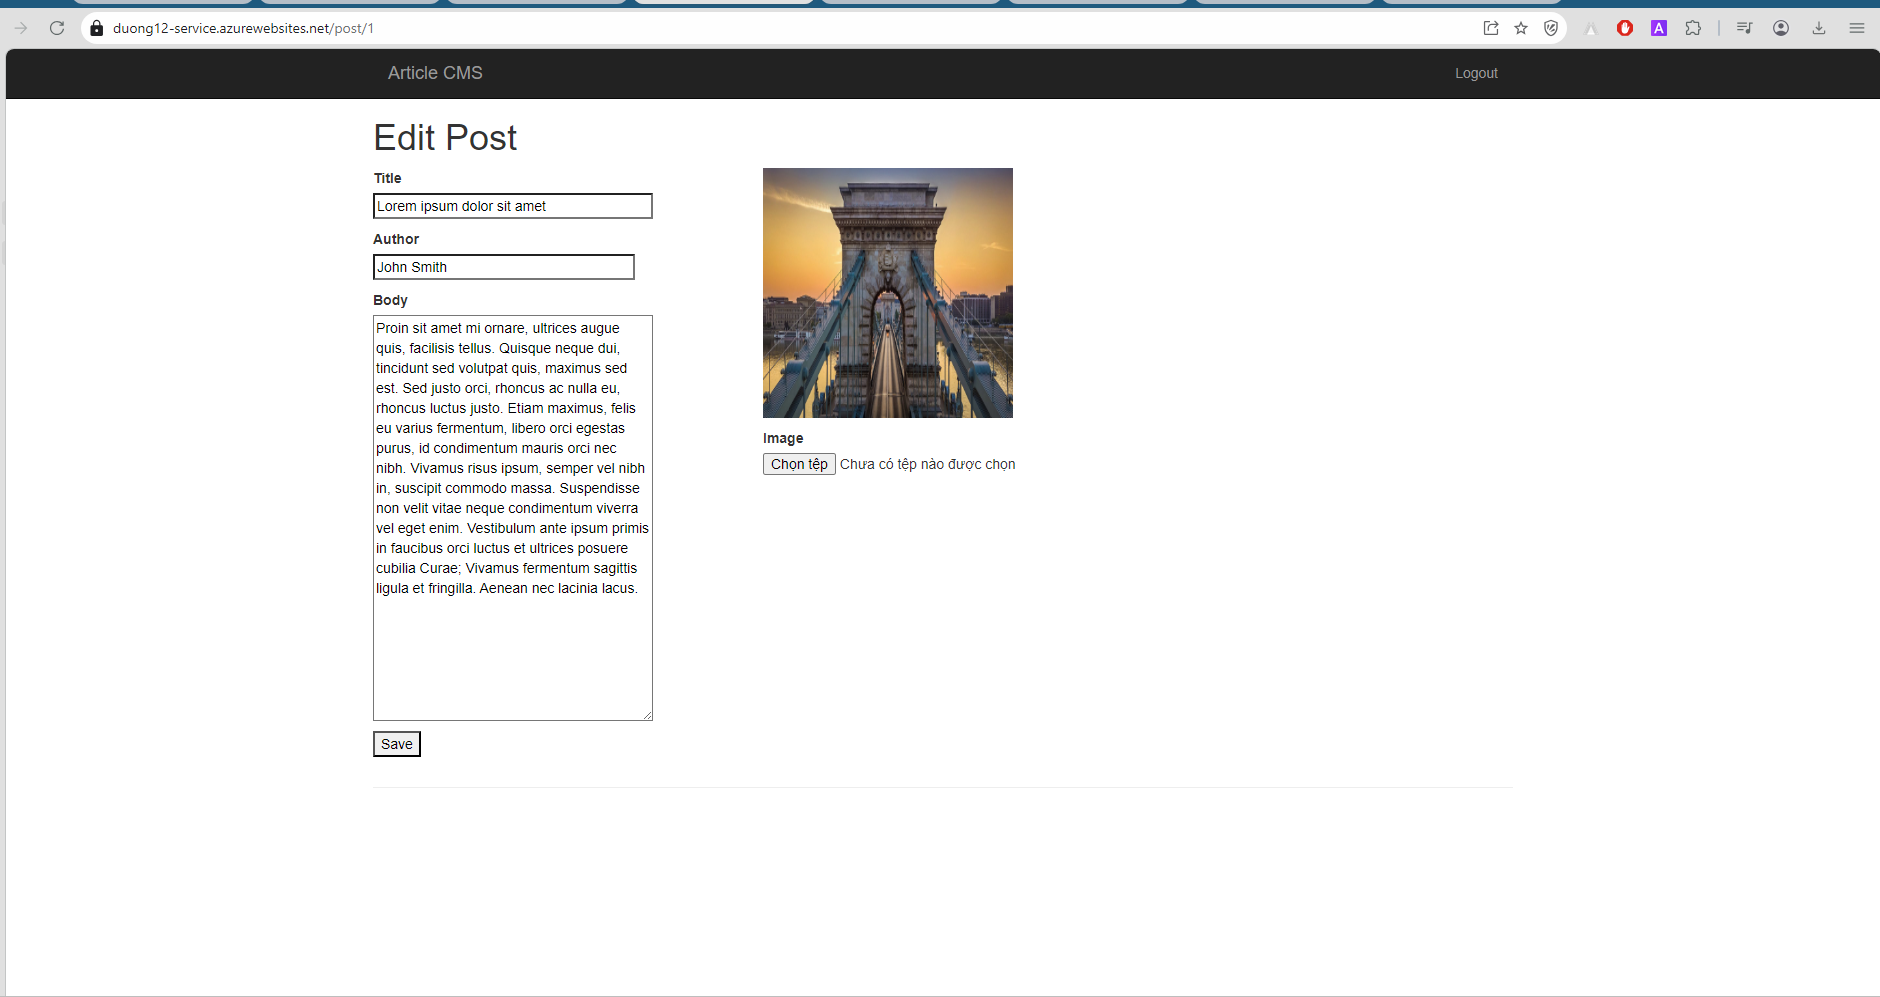 duong12-service.azurewebsites.net/post/1
A
Article CMS
Logout
Edit Post
Title
Lorem ipsum dolor sit amet
Author
John Smith
Body
Proin sit amet mi ornare, ultrices augue
quis, facilisis tellus. Quisque neque dui,
tincidunt sed volutpat quis, maximus sed
est. Sed justo orci, rhoncus ac nulla eu,
rhoncus luctus justo. Etiam maximus, felis
eu varius fermentum, libero orci egestas
purus, id condimentum mauris orci nec
nibh. Vivamus risus ipsum, semper vel nibh
in, suscipit commodo massa. Suspendisse
non velit vitae neque condimentum viverra
vel eget enim. Vestibulum ante ipsum primis
in faucibus orci luctus et ultrices posuere
cubilia Curae; Vivamus fermentum sagittis
ligula et fringilla. Aenean nec lacinia lacus.
Save
Image
Chọn tệp Chưa có tệp nào được chọn